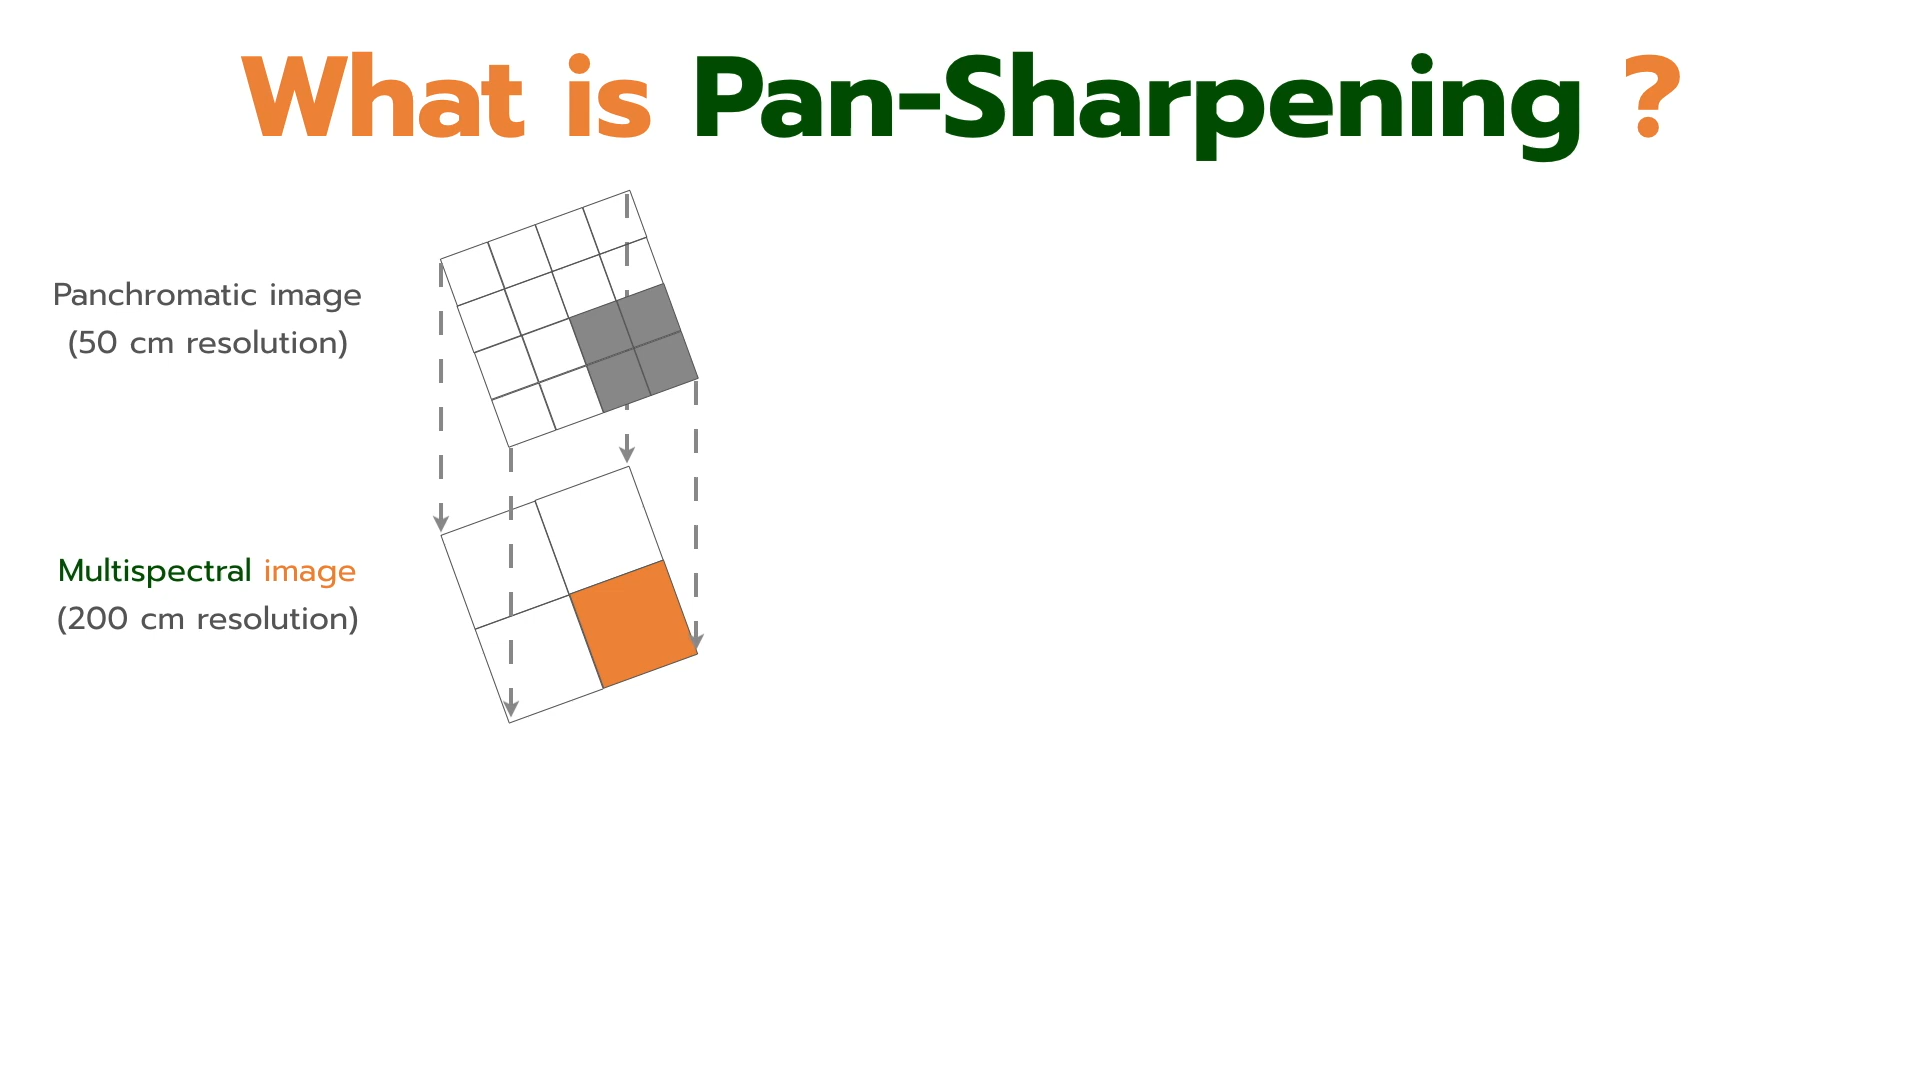 What is Pan-Sharpening ?
Panchromatic image
(50 cm resolution)
Multispectral image
(200 cm resolution)